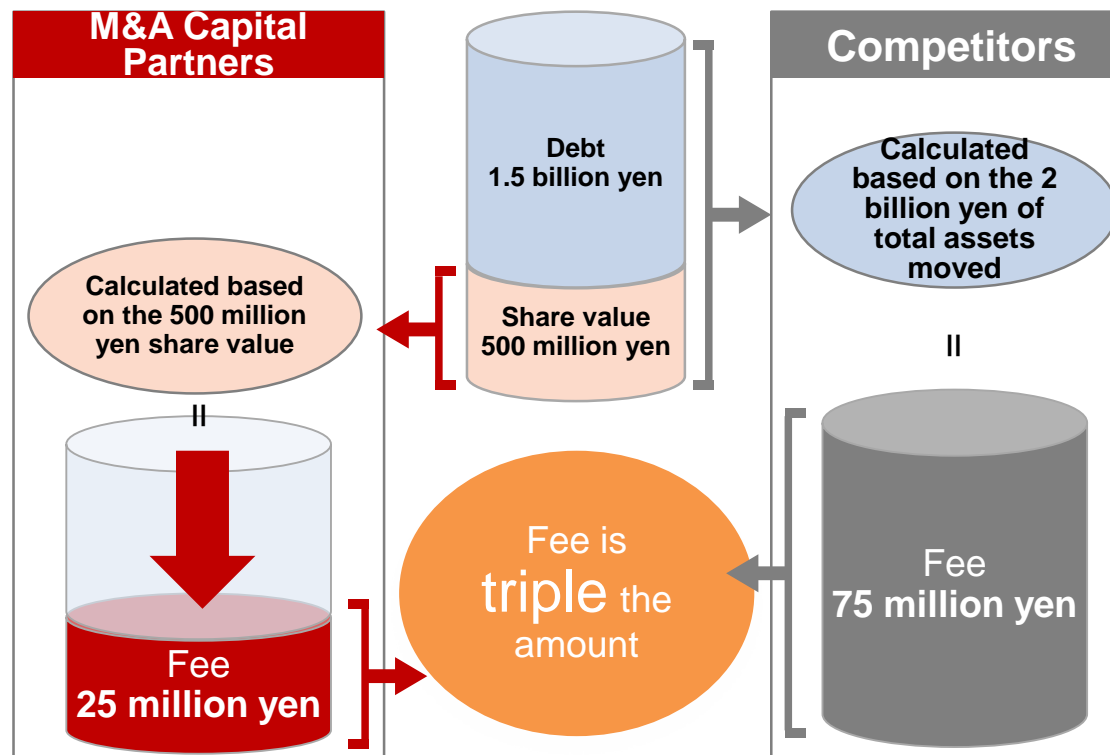 M&A Capital
Partners
Calculated based
on the 500 million
yen share value
=
Fee
25 million yen
Debt
1.5 billion yen
Share value
500 million yen
Fee is
triple the
amount
Competitors
Calculated
based on the 2
billion yen of
total assets
moved
=
Fee
75 million yen